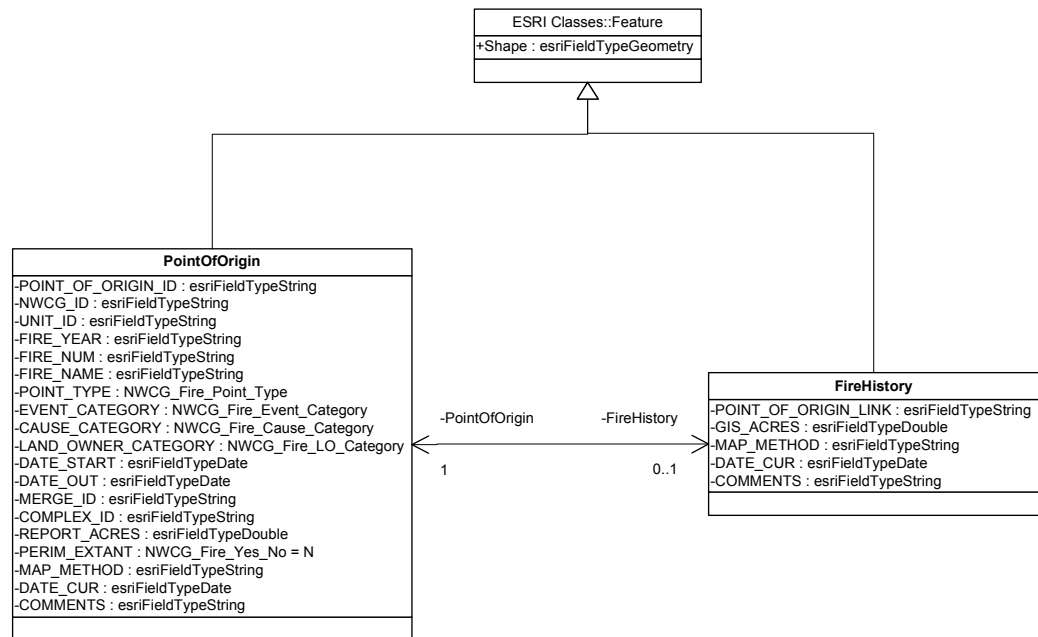 ESRI Classes::Feature
+Shape : esriFieldTypeGeometry
PointOfOrigin
-POINT_OF_ORIGIN_ID : esriFieldTypeString
-NWCG_ID : esriFieldTypeString
-UNIT_ID : esriFieldTypeString
-FIRE_YEAR : esriFieldTypeString
-FIRE_NUM : esriFieldTypeString
-FIRE_NAME : esriFieldTypeString
-POINT_TYPE : NWCG_Fire_Point_Type
-EVENT_CATEGORY : NWCG_Fire_Event_Category
-CAUSE_CATEGORY : NWCG_Fire_Cause_Category
-LAND_OWNER_CATEGORY : NWCG_Fire_LO_Category
-DATE_START : esriFieldTypeDate
-DATE_OUT : esriFieldTypeDate
-MERGE_ID : esriFieldTypeString
-COMPLEX_ID : esriFieldTypeString
-REPORT_ACRES : esriFieldTypeDouble
-PERIM_EXTANT : NWCG_Fire_Yes_No = N
-MAP_METHOD : esriFieldTypeString
-DATE_CUR : esriFieldTypeDate
-COMMENTS : esriFieldTypeString
-PointOfOrigin
-FireHistory
1
0..1
FireHistory
-POINT_OF_ORIGIN_LINK : esriFieldTypeString
-GIS_ACRES : esriFieldTypeDouble
-MAP_METHOD : esriFieldTypeString
-DATE_CUR : esriFieldTypeDate
-COMMENTS : esriFieldTypeString